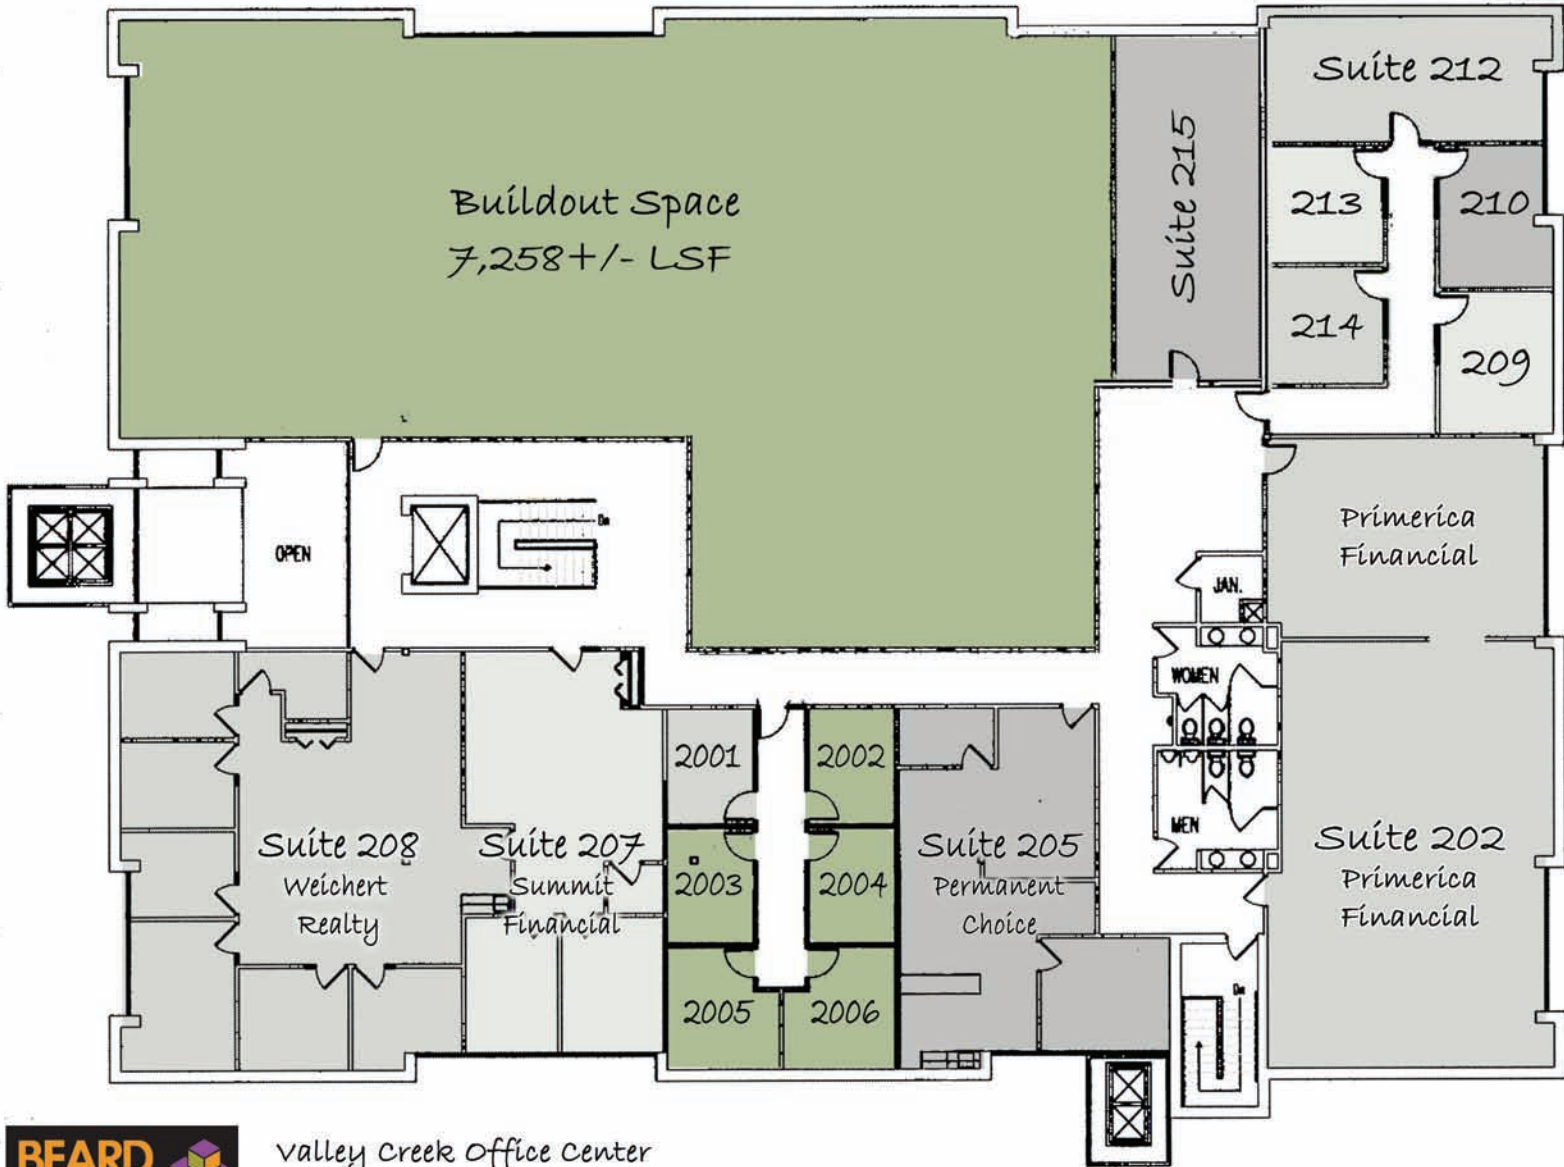 Suite 212
Buildout Space
7,258+/- LSF
Suite 215
213
210
214
209
Primerica
Financial
OPEN
Dn
JAN.
WOMEN
2001
2002
MEN
Suite 208
Weichert
Realty
Suite 207
Summit
Financial
2003
2004
Suite 205
Permanent
Choice
Suite 202
Primerica
Financial
2005
2006
Dn
BEARD
Valley Creek Office Center